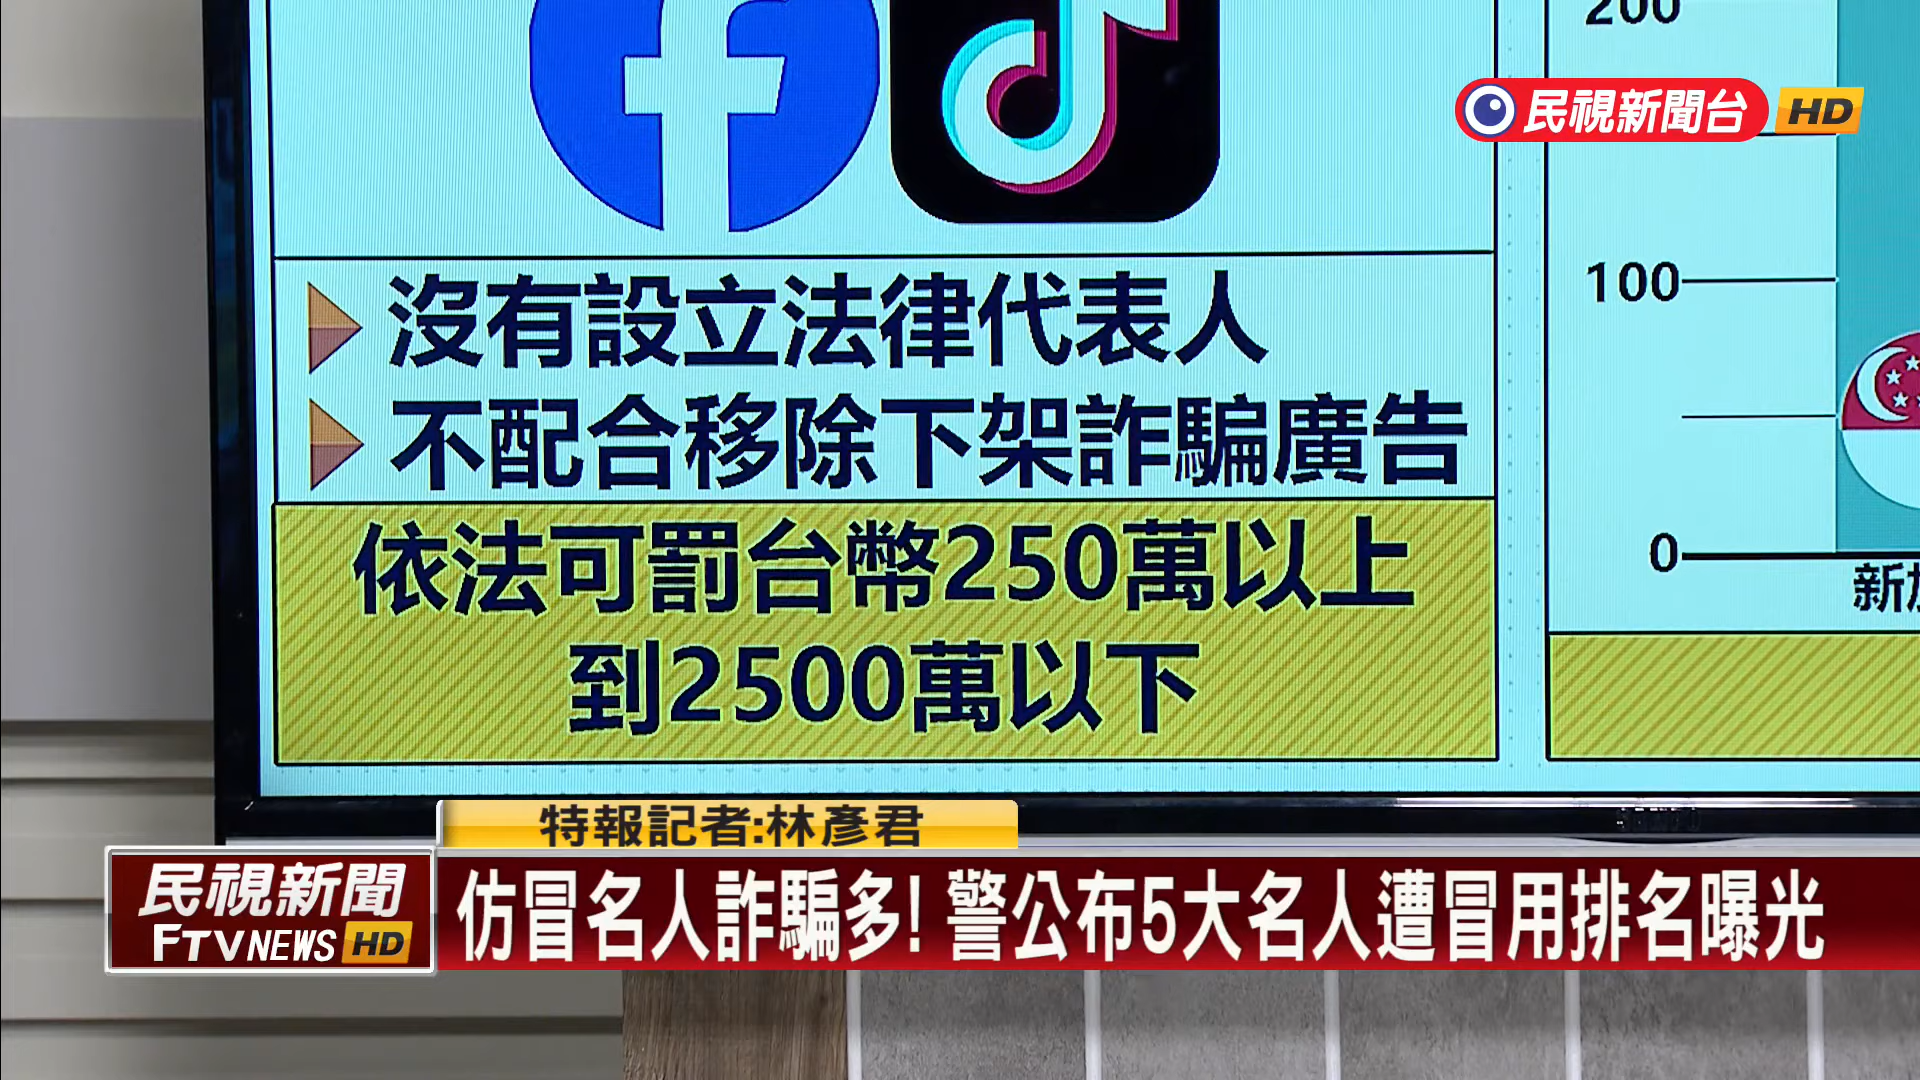 200
民視新聞台 HD
沒有設立法律代表人
100
不配合移除下架詐騙廣告
依法可罰台幣250萬以上
0
新
到2500萬以下
特報記者:林彥君
民視新聞
FTVNEWS HD
仿冒名人詐騙多! 警公布5大名人遭冒用排名曝光